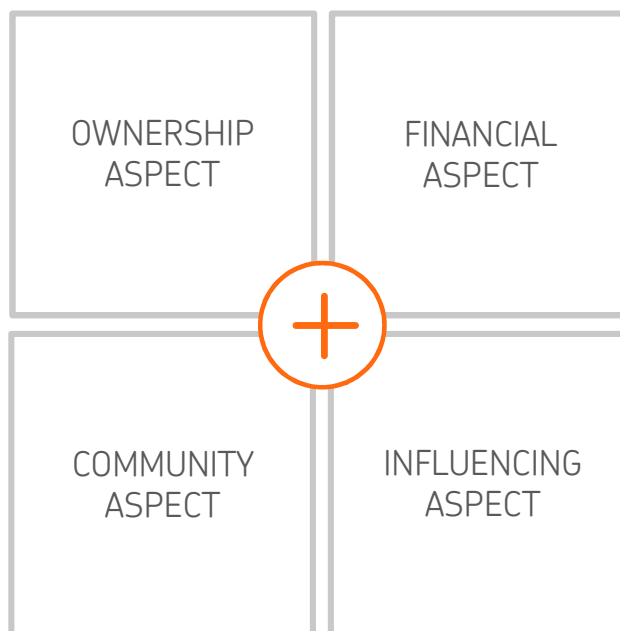 OWNERSHIP
ASPECT
FINANCIAL
ASPECT
COMMUNITY
ASPECT
INFLUENCING
ASPECT